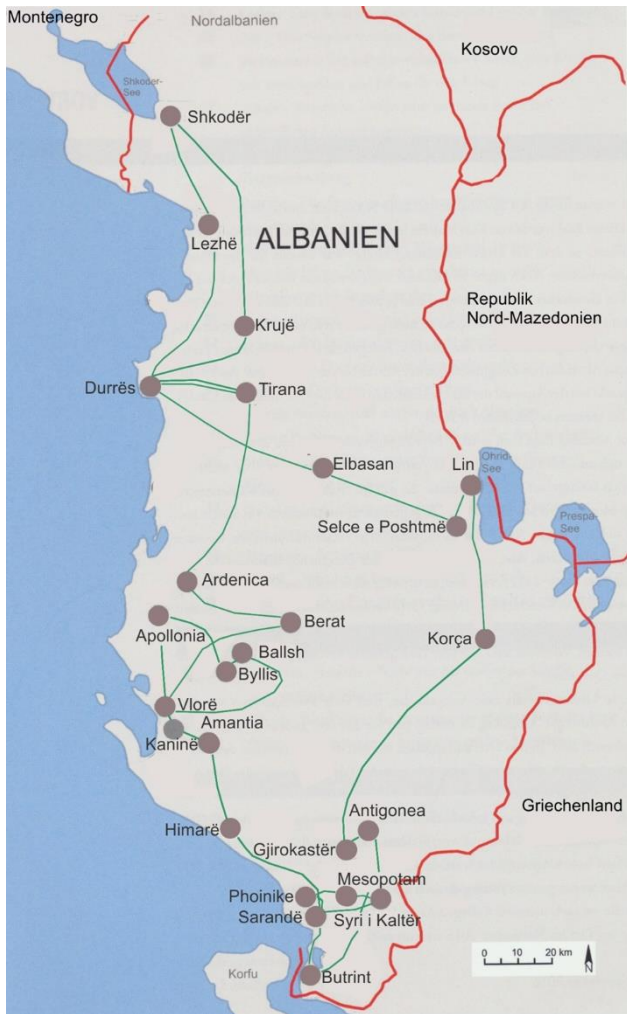 Montenegro
Nordalbanien
Kosovo
Shkoder-
See
Shkodër
Lezhë
ALBANIEN
Republik
Nord-Mazedonien
Krujë
Durrës
Tirana
Elbasan
Lin
Ohrid-
See
Selce e Poshtmë
Prespa-
See
Ardenica
Apollonia
Berat
Ballsh
Byllis
Korça
Vlorë
Amantia
Kaninë
Himarë
Antigonea
Griechenland
Gjirokastër
Mesopotam
Phoinike
Sarandë
Syri i Kaltër
Korfu
Butrint
0 10 20 km
N